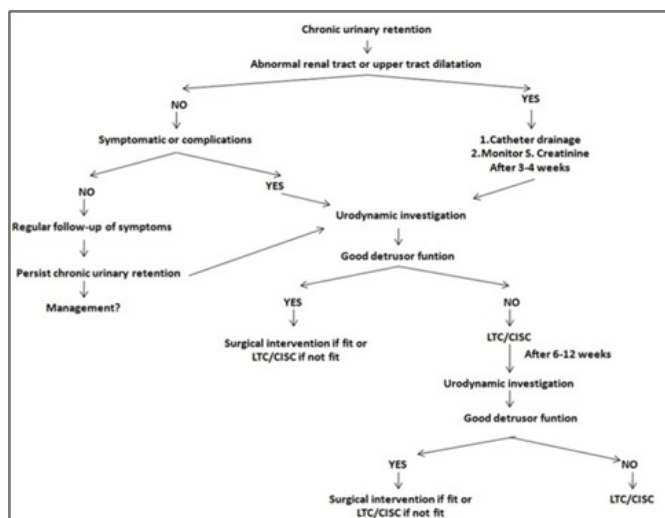 Chronic urinary retention
Abnormal renal tract or upper tract dilatation
NO
YES
Symptomatic or complications
1.Catheter drainage
2.Monitor S. Creatinine
After 3-4 weeks
NO
YES
Regular follow-up of symptoms
Urodynamic investigation
Persist chronic urinary retention
Good detrusor funtion
Management?
YES
NO
Surgical intervention if fit or
LTC/CISC if not fit
LTC/CISC
After 6-12 weeks
Urodynamic investigation
Good detrusor funtion
YES
NO
Surgical intervention if fit or
LTC/CISC if not fit
LTC/CISC